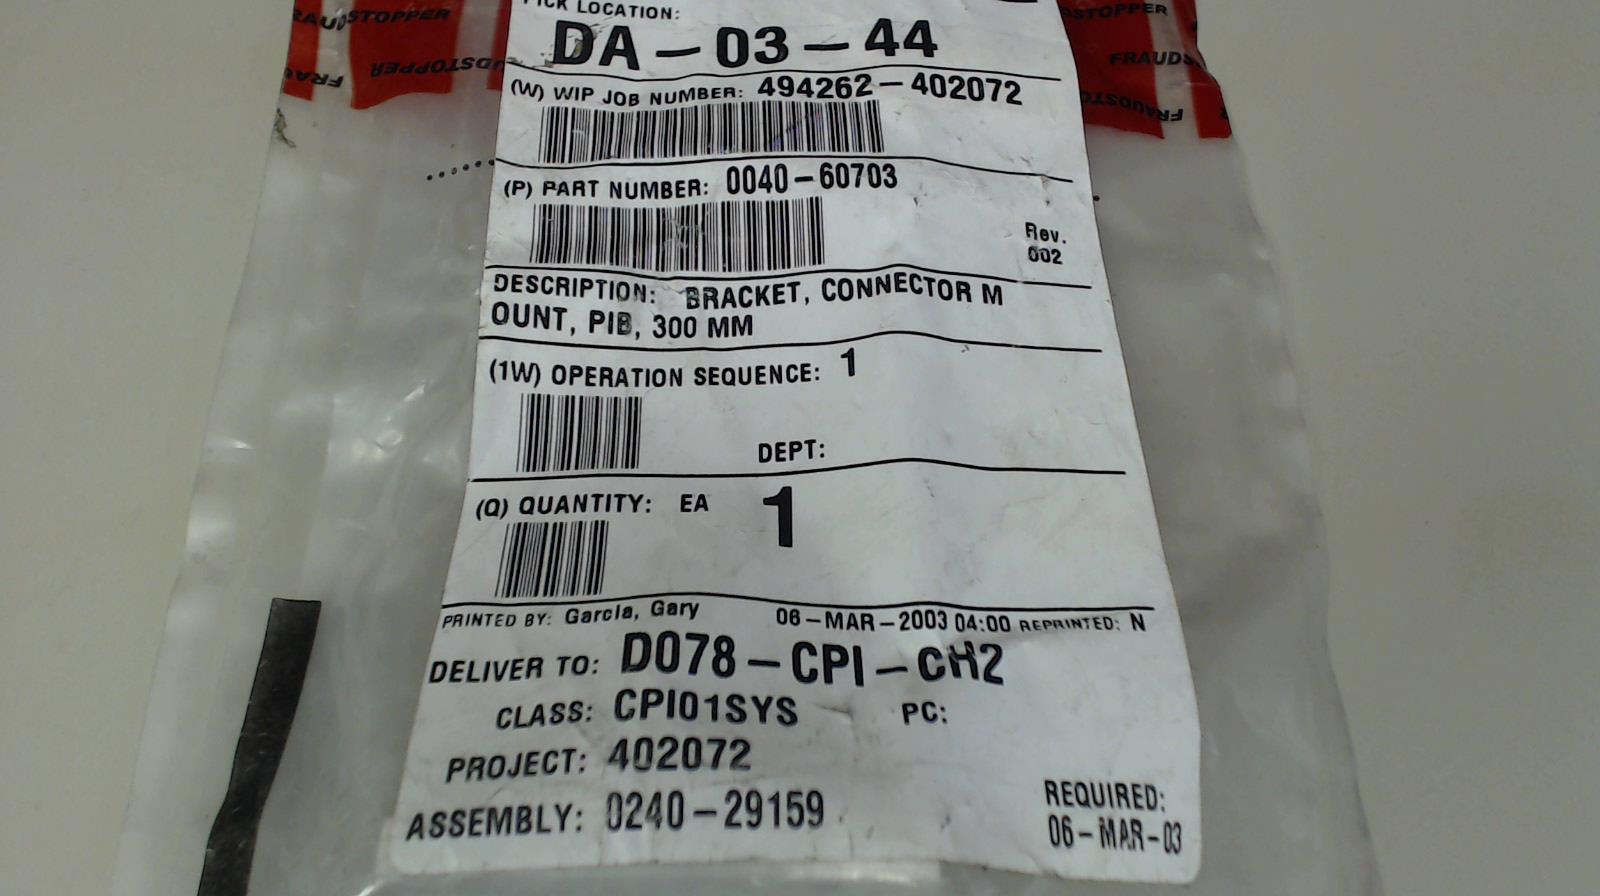 FRAUDSTOPPER
FRAUDSTOPPER
FRAUDSTOPPER
PICK LOCATION:
DA-03-44
(W) WIP JOB NUMBER: 494262-402072
(P) PART NUMBER: 0040-60703
Rev.
002
DESCRIPTION: BRACKET, CONNECTOR M
OUNT, PIB, 300 MM
(1W) OPERATION SEQUENCE: 1
DEPT:
(Q) QUANTITY: EA 1
PRINTED BY: Garcia, Gary 06-MAR-2003 04:00 REPRINTED: N
DELIVER TO: D078-CPI-CH2
CLASS: CPI01SYS PC:
PROJECT: 402072
ASSEMBLY: 0240-29159
REQUIRED:
06-MAR-03